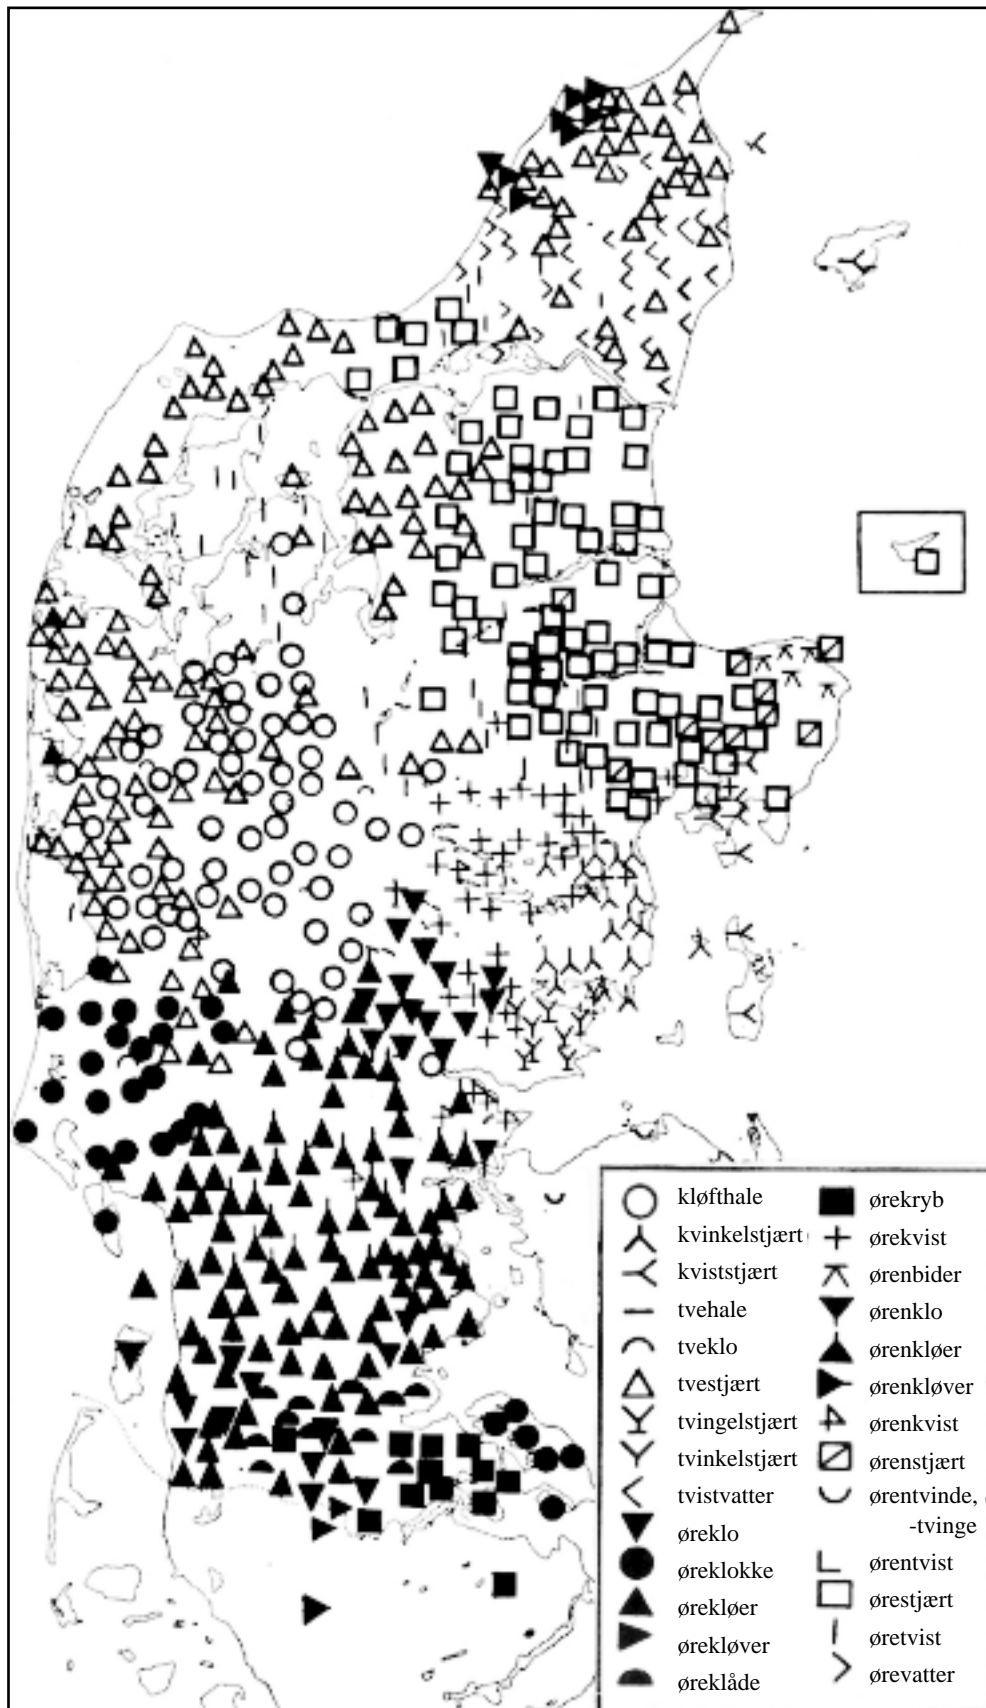 kløfthale
kvinkelstjært
kviststjært
tvehale
tveklo
tvestjært
tvingelstjært
tvinkelstjært
tvistvatter
øreklo
øreklokke
ørekløer
ørekløver
øreklåde
ørekryb
ørekvist
ørenbider
ørenklo
ørenkløer
ørenkløver
ørenkvist
ørenstjært
ørentvinde,
-tvinge
ørentvist
ørestjært
øretvist
ørevatter